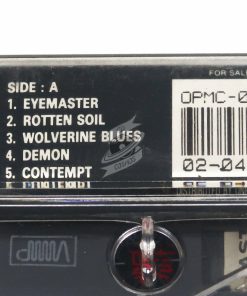 FOR SAL
SIDE : A
1. EYEMASTER
2. ROTTEN SOIL
3. WOLVERINE BLUES
4. DEMON
5. CONTEMPT
OPMC-0
02-04